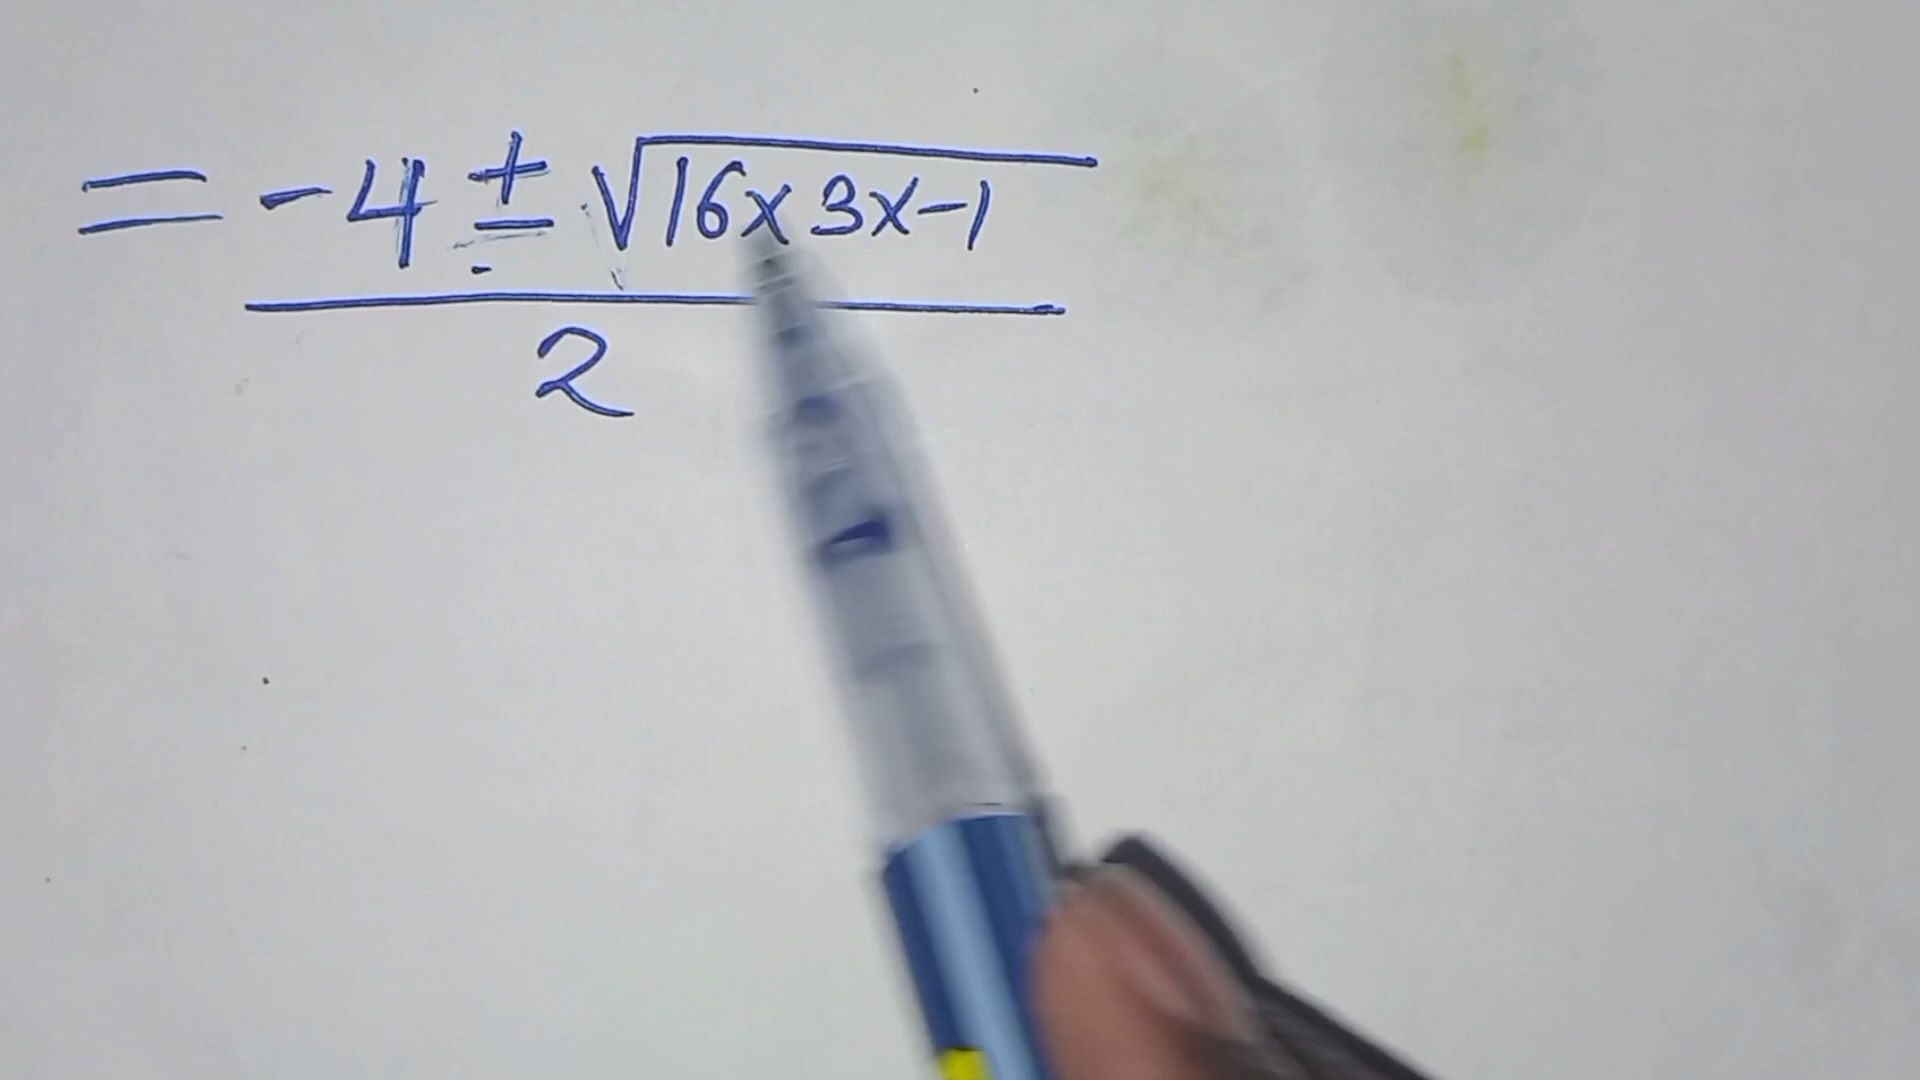 = -4 ± √16x3x-1
2